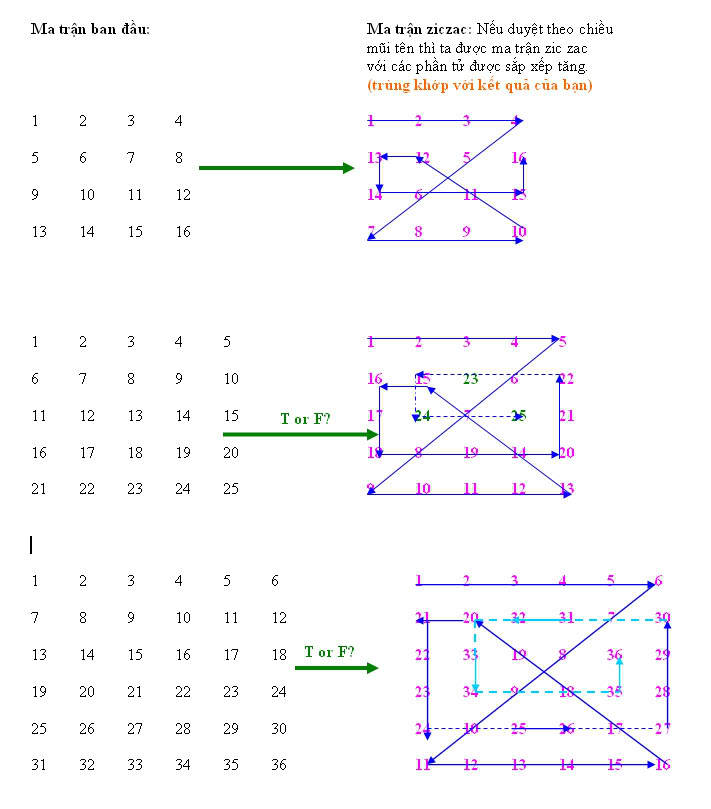 Ma trận ban đầu: Ma trận ziczac: Nếu duyệt theo chiều
mũi tên thì ta được ma trận zic zac
với các phần tử được sắp xếp tăng.
(trùng khớp với kết quả của bạn)
1 2 3 4 1 2 3 4
5 6 7 8 13 12 5 16
9 10 11 12 14 6 11 15
13 14 15 16 7 8 9 10
1 2 3 4 5 1 2 3 4 5
6 7 8 9 10 16 15 23 6 22
11 12 13 14 15 T or F? 17 24 7 25 21
16 17 18 19 20 18 8 19 14 20
21 22 23 24 25 9 10 11 12 13
1 2 3 4 5 6 1 2 3 4 5 6
7 8 9 10 11 12 21 20 32 31 7 30
13 14 15 16 17 18 T or F? 22 33 19 8 36 29
19 20 21 22 23 24 23 34 9 18 35 28
25 26 27 28 29 30 24 10 25 26 17 27
31 32 33 34 35 36 11 12 13 14 15 16